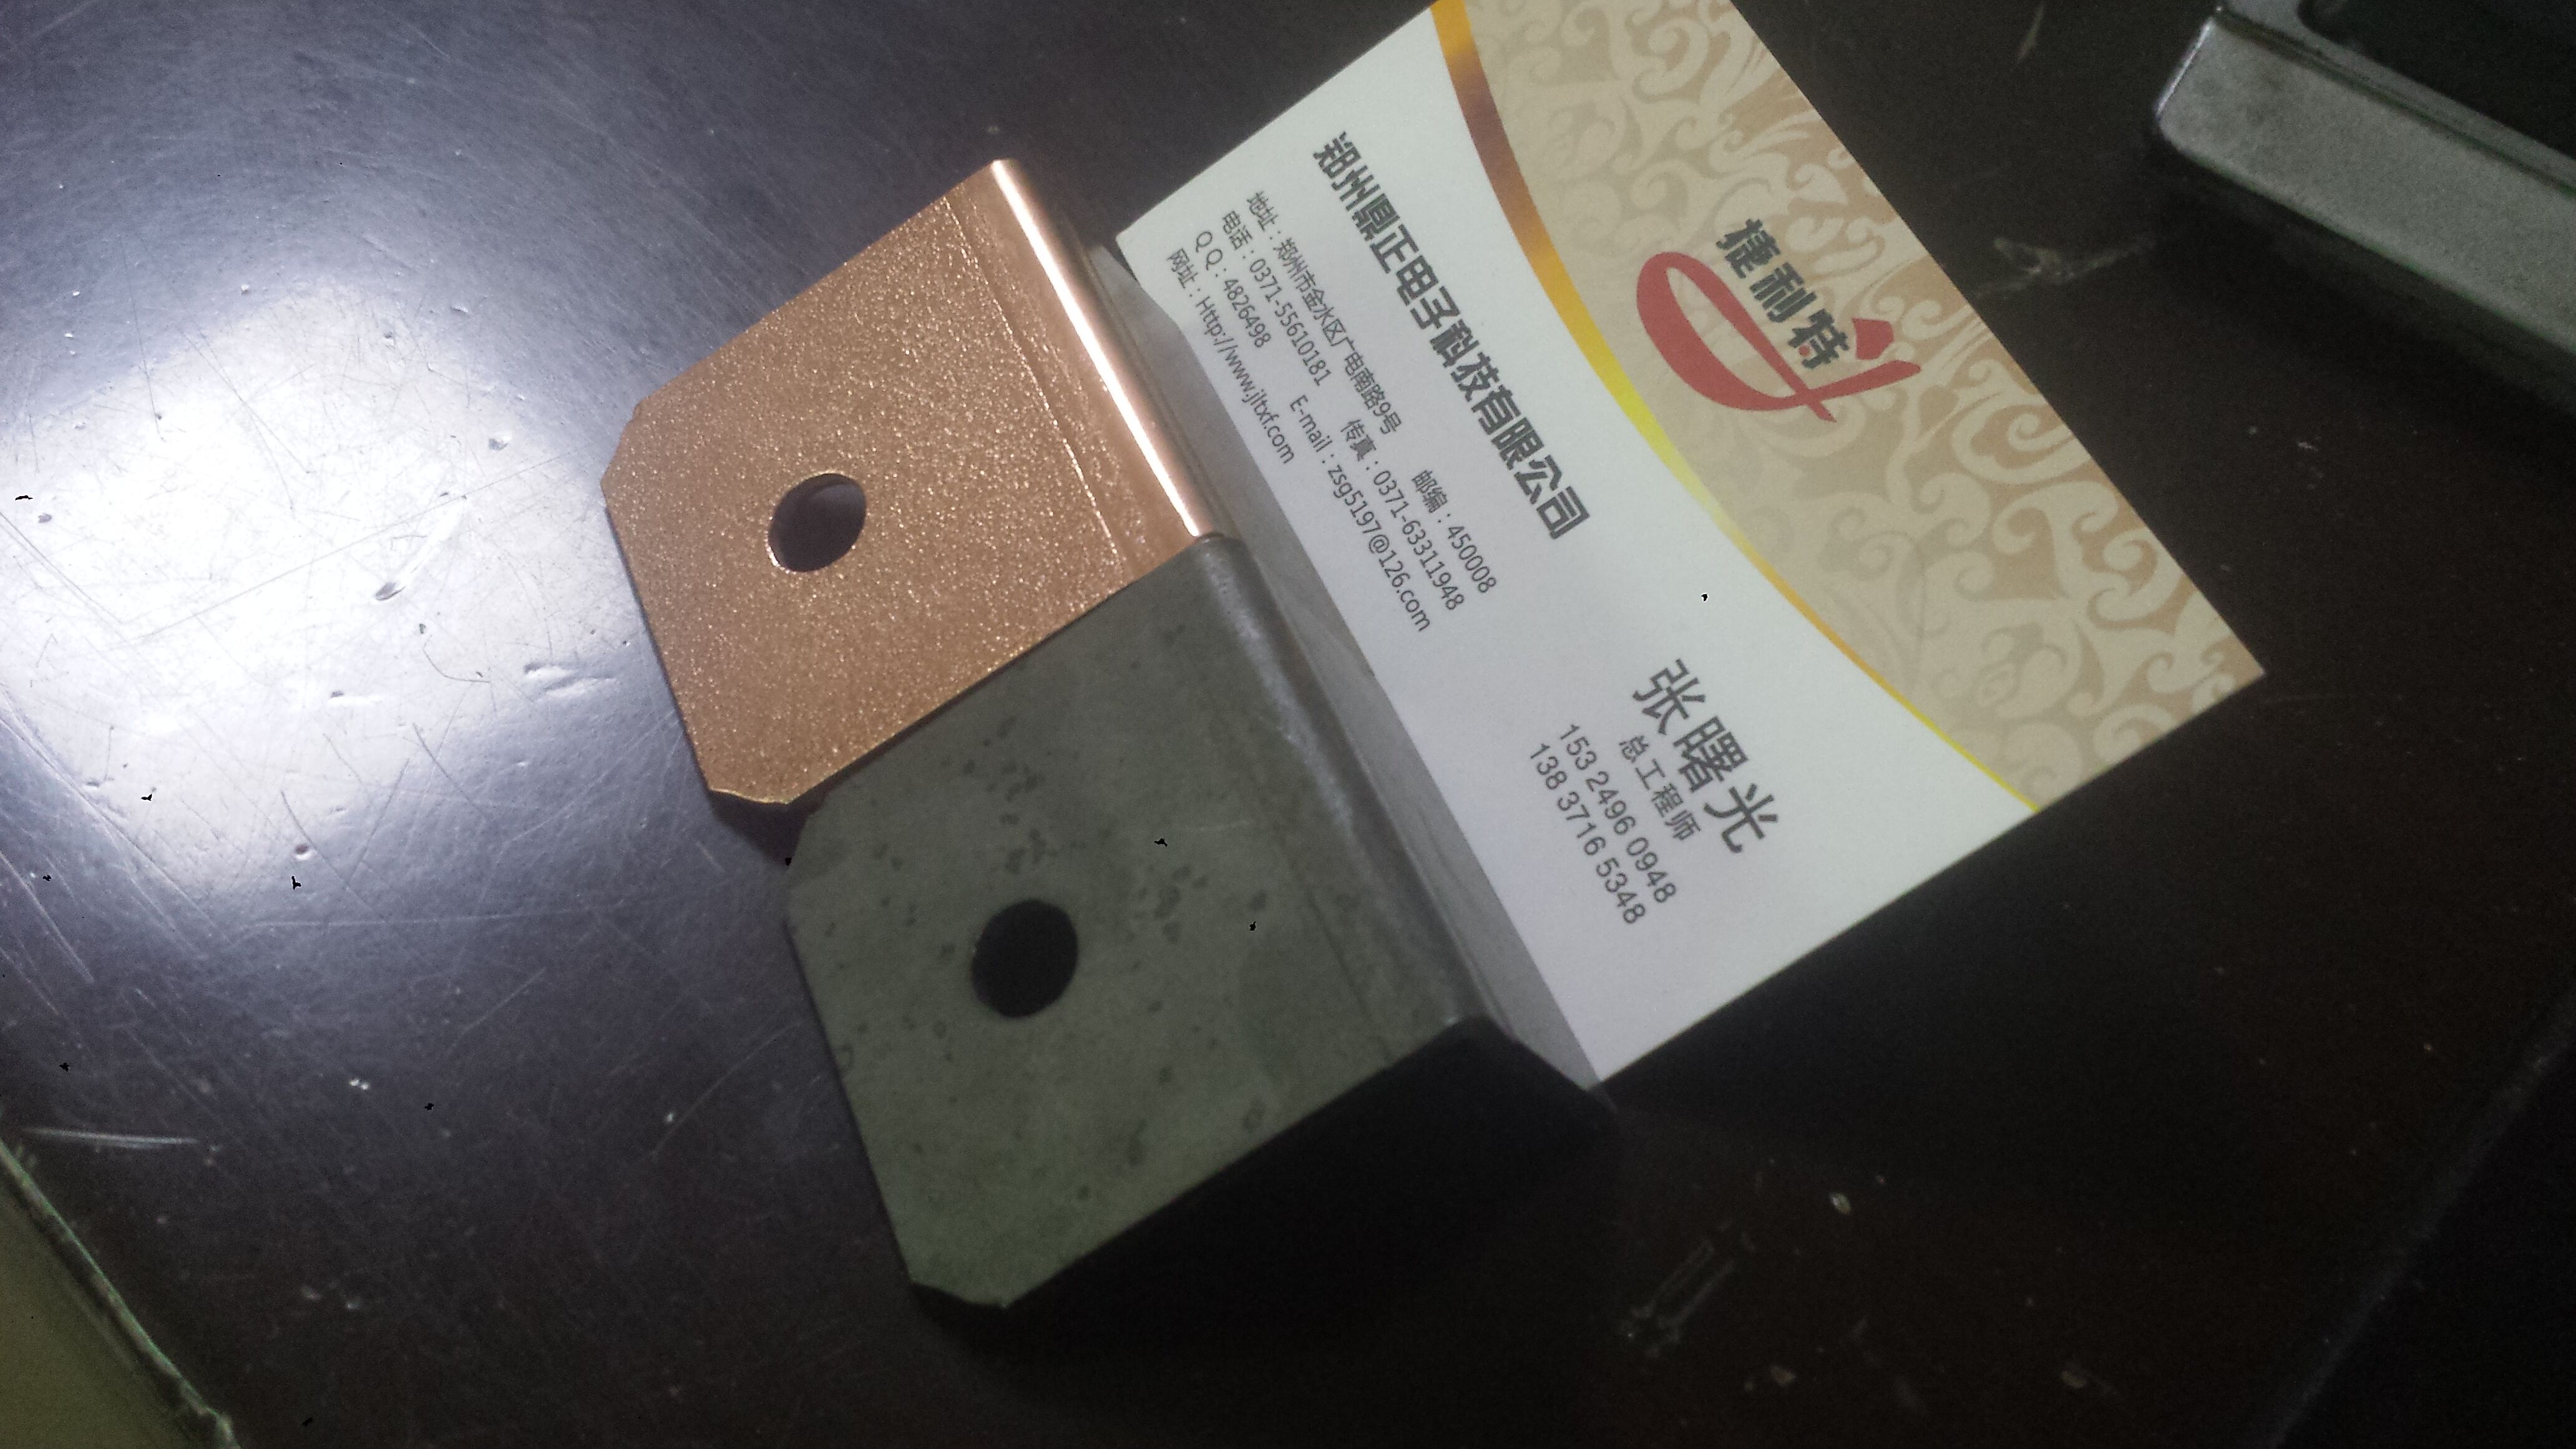 捷利特
郑州鼎正电子科技有限公司
地址：郑州市金水区广电南路9号 邮编：450008
电话：0371-55610181 传真：0371-63311948
Q Q：4826498 E-mail：zsg5197@126.com
网址：Http://www.jltxf.com
张曙光
总工程师
153 2496 0948
138 3716 5348